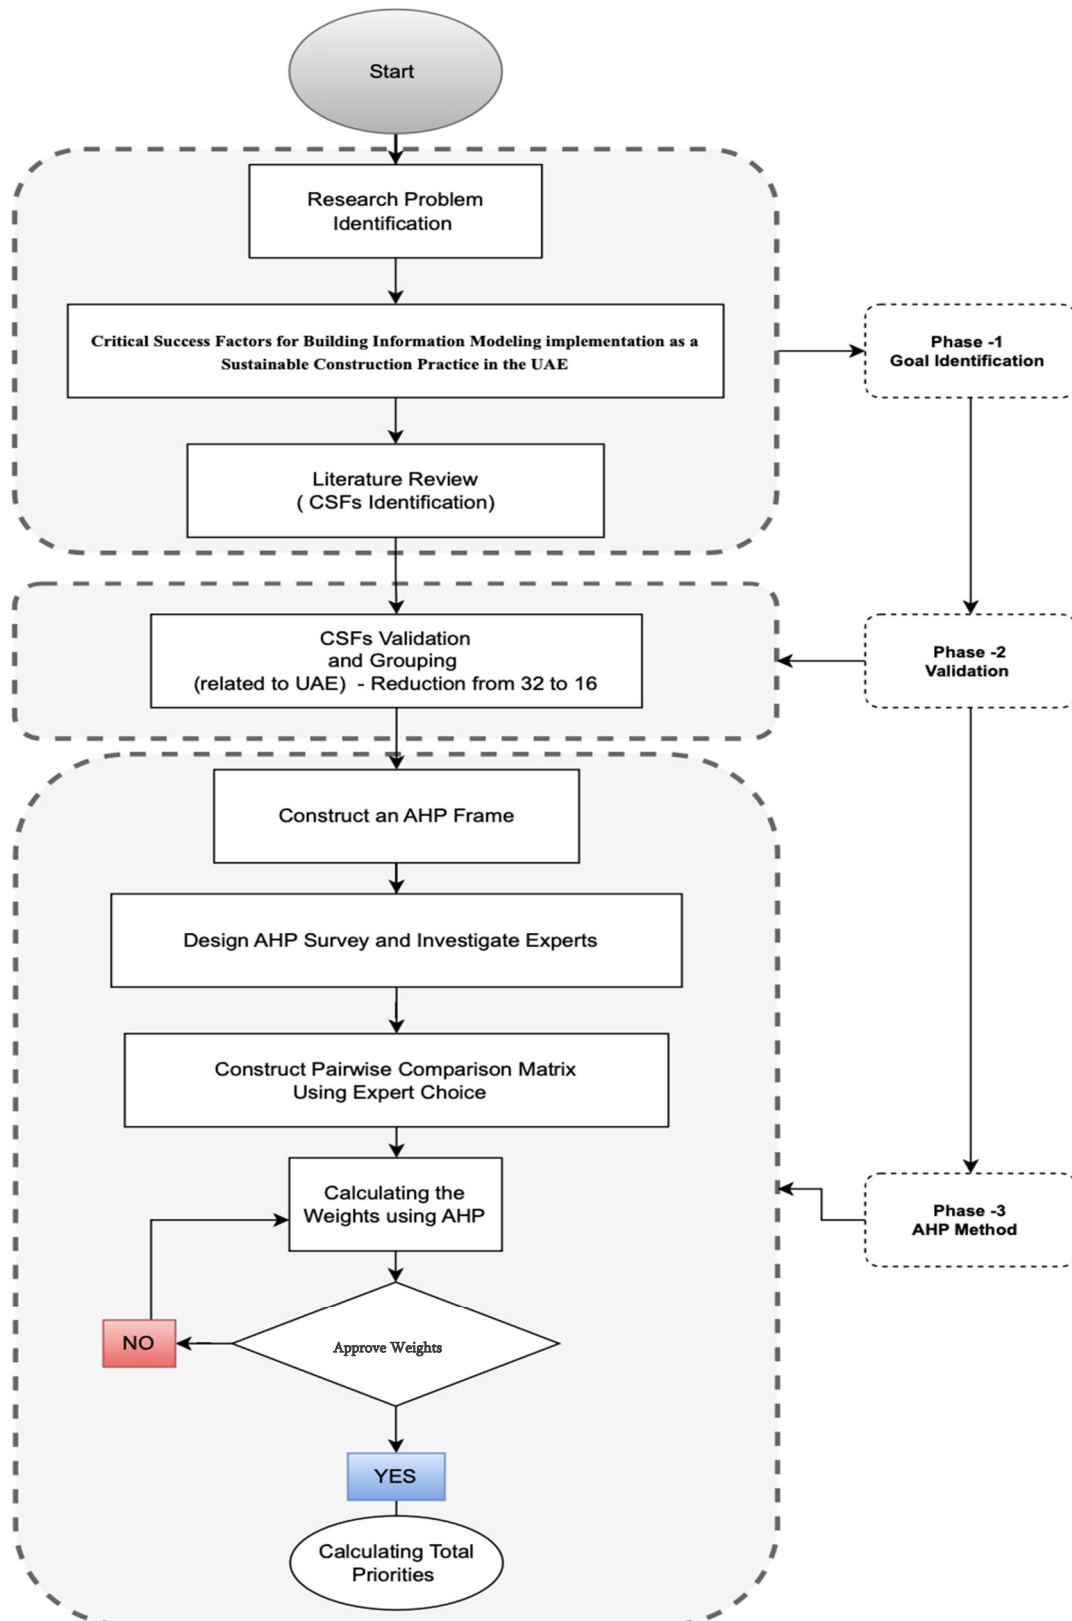 Start
Research Problem
Identification
Critical Success Factors for Building Information Modeling implementation as a
Sustainable Construction Practice in the UAE
Phase -1
Goal Identification
Literature Review
( CSFs Identification)
CSFs Validation
and Grouping
(related to UAE)  - Reduction from 32 to 16
Phase -2
Validation
Construct an AHP Frame
Design AHP Survey and Investigate Experts
Construct Pairwise Comparison Matrix
Using Expert Choice
Calculating the
Weights using AHP
Phase -3
AHP Method
NO
Approve Weights
YES
Calculating Total
Priorities